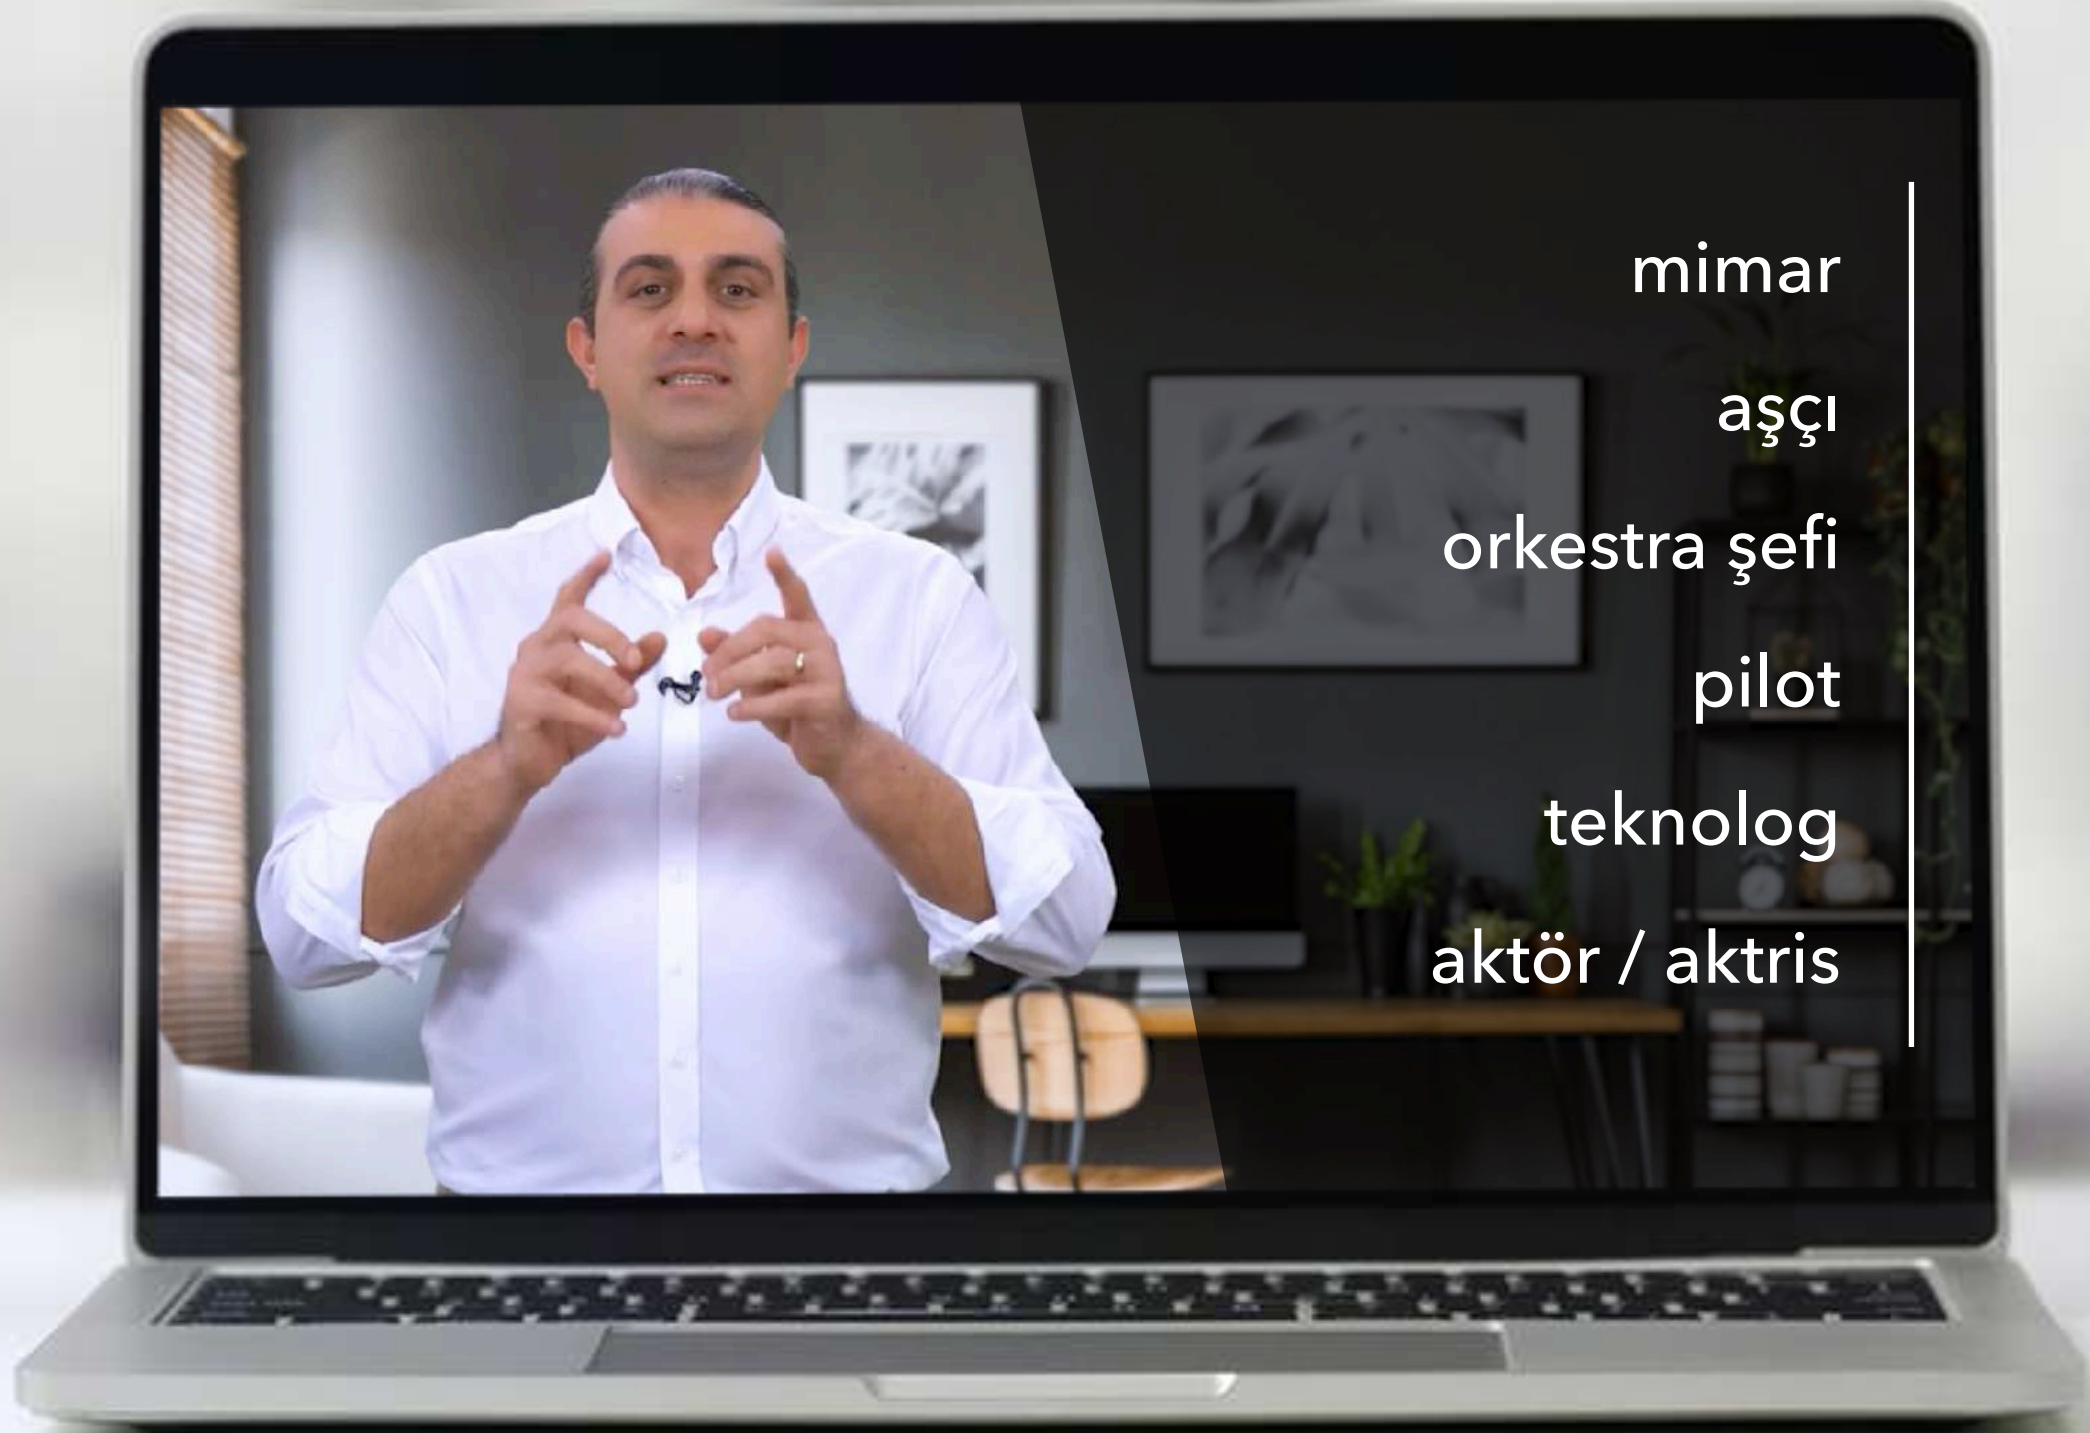 mimar
aşçı
orkestra şefi
pilot
teknolog
aktör / aktris